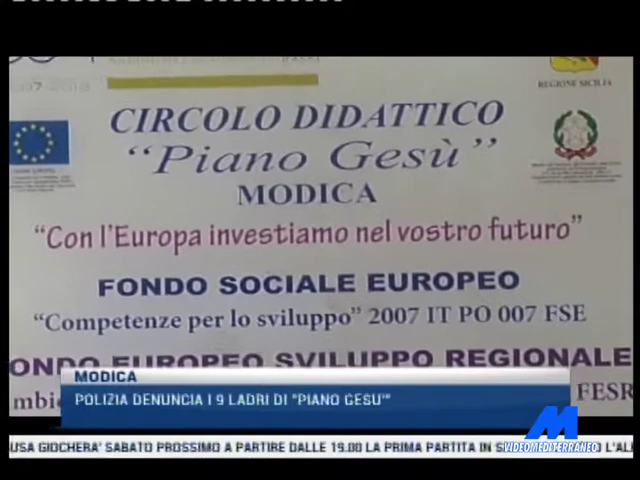 REGIONE SICILIA
CIRCOLO DIDATTICO
"Piano Gesù"
MODICA
"Con l'Europa investiamo nel vostro futuro"
FONDO SOCIALE EUROPEO
"Competenze per lo sviluppo" 2007 IT PO 007 FSE
ONDO EUROPEO SVILUPPO REGIONALE
mbi
FESR
MODICA
POLIZIA DENUNCIA I 9 LADRI DI "PIANO GESU'"
USA GIOCHERA' SABATO PROSSIMO A PARTIRE DALLE 19.00 LA PRIMA PARTITA IN
VIDEOMEDITERRANEO